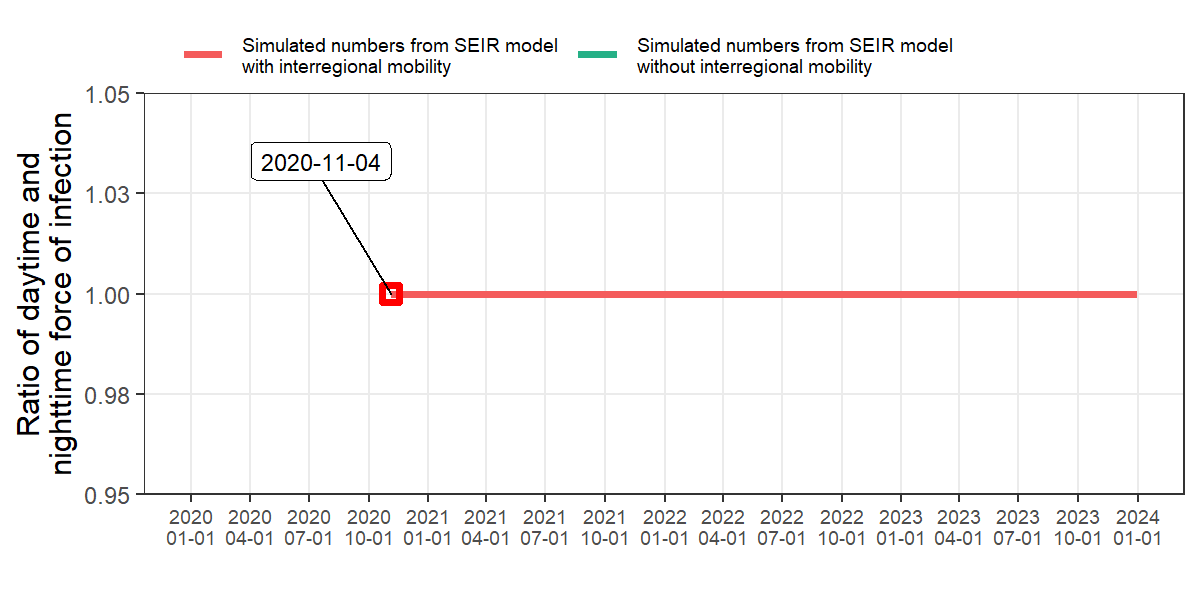 Simulated numbers from SEIR model
with interregional mobility
Simulated numbers from SEIR model
without interregional mobility
Ratio of daytime and
nighttime force of infection
1.05
1.03
1.00
0.98
0.95
2020-11-04
2020 2020 2020 2020 2021 2021 2021 2021 2022 2022 2022 2022 2023 2023 2023 2023 2024
01-01 04-01 07-01 10-01 01-01 04-01 07-01 10-01 01-01 04-01 07-01 10-01 01-01 04-01 07-01 10-01 01-01